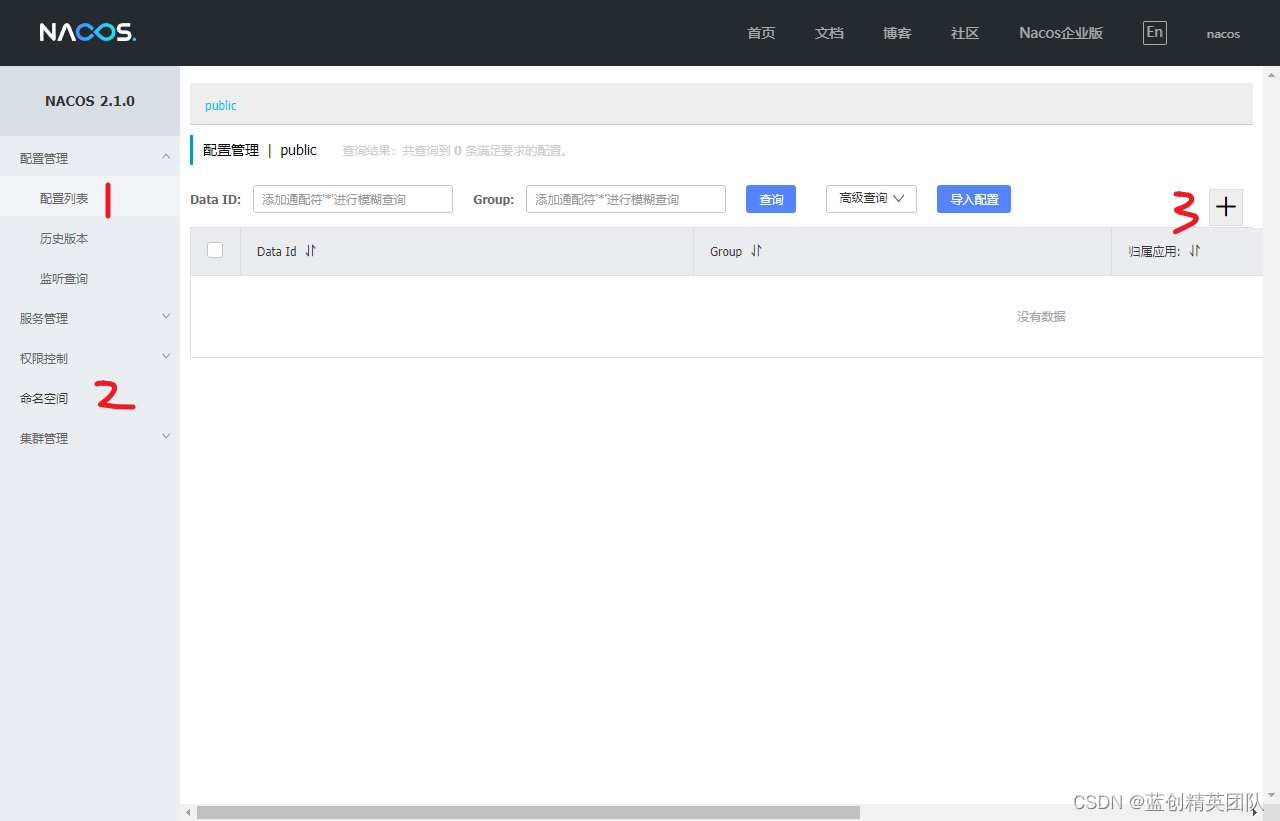 NACOS.
首页 文档 博客 社区 Nacos企业版 En nacos
NACOS 2.1.0
public
配置管理
配置管理 | public 查询结果：共查询到 0 条满足要求的配置。
配置列表 1
Data ID: 添加通配符'*'进行模糊查询 Group: 添加通配符'*'进行模糊查询 查询 高级查询 导入配置 3 +
历史版本
Data Id Group 归属应用:
监听查询
服务管理
没有数据
权限控制
命名空间 2
集群管理
CSDN @蓝创精英团队